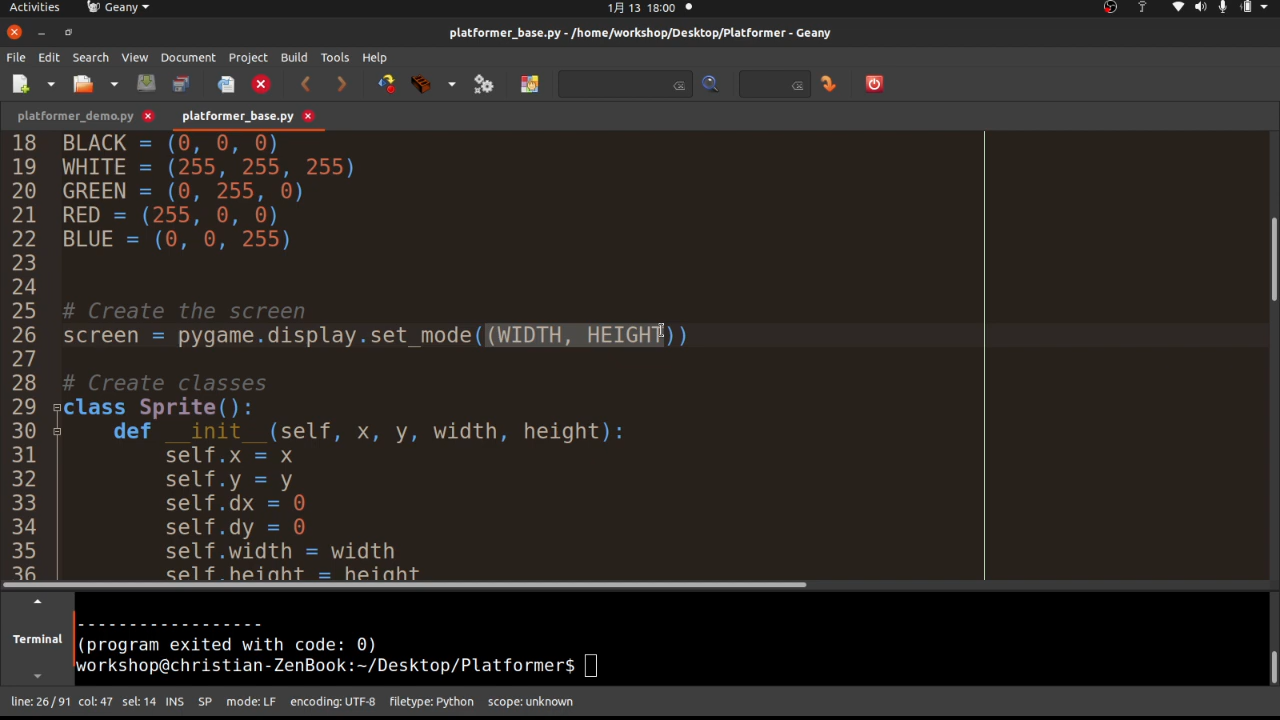 Activities Geany 1月 13 18:00
platformer_base.py - /home/workshop/Desktop/Platformer - Geany
File Edit Search View Document Project Build Tools Help
platformer_demo.py platformer_base.py
18 BLACK = (0, 0, 0)
19 WHITE = (255, 255, 255)
20 GREEN = (0, 255, 0)
21 RED = (255, 0, 0)
22 BLUE = (0, 0, 255)
23
24
25 # Create the screen
26 screen = pygame.display.set_mode((WIDTH, HEIGHT))
27
28 # Create classes
29 class Sprite():
30 def __init__(self, x, y, width, height):
31 self.x = x
32 self.y = y
33 self.dx = 0
34 self.dy = 0
35 self.width = width
36 self.height = height
------------------
(program exited with code: 0)
Terminal
workshop@christian-ZenBook:~/Desktop/Platformer$
line: 26 / 91 col: 47 sel: 14 INS SP mode: LF encoding: UTF-8 filetype: Python scope: unknown